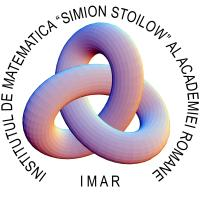 INSTITUTUL DE MATEMATICA "SIMION STOILOW" AL ACADEMIEI ROMANE
IMAR